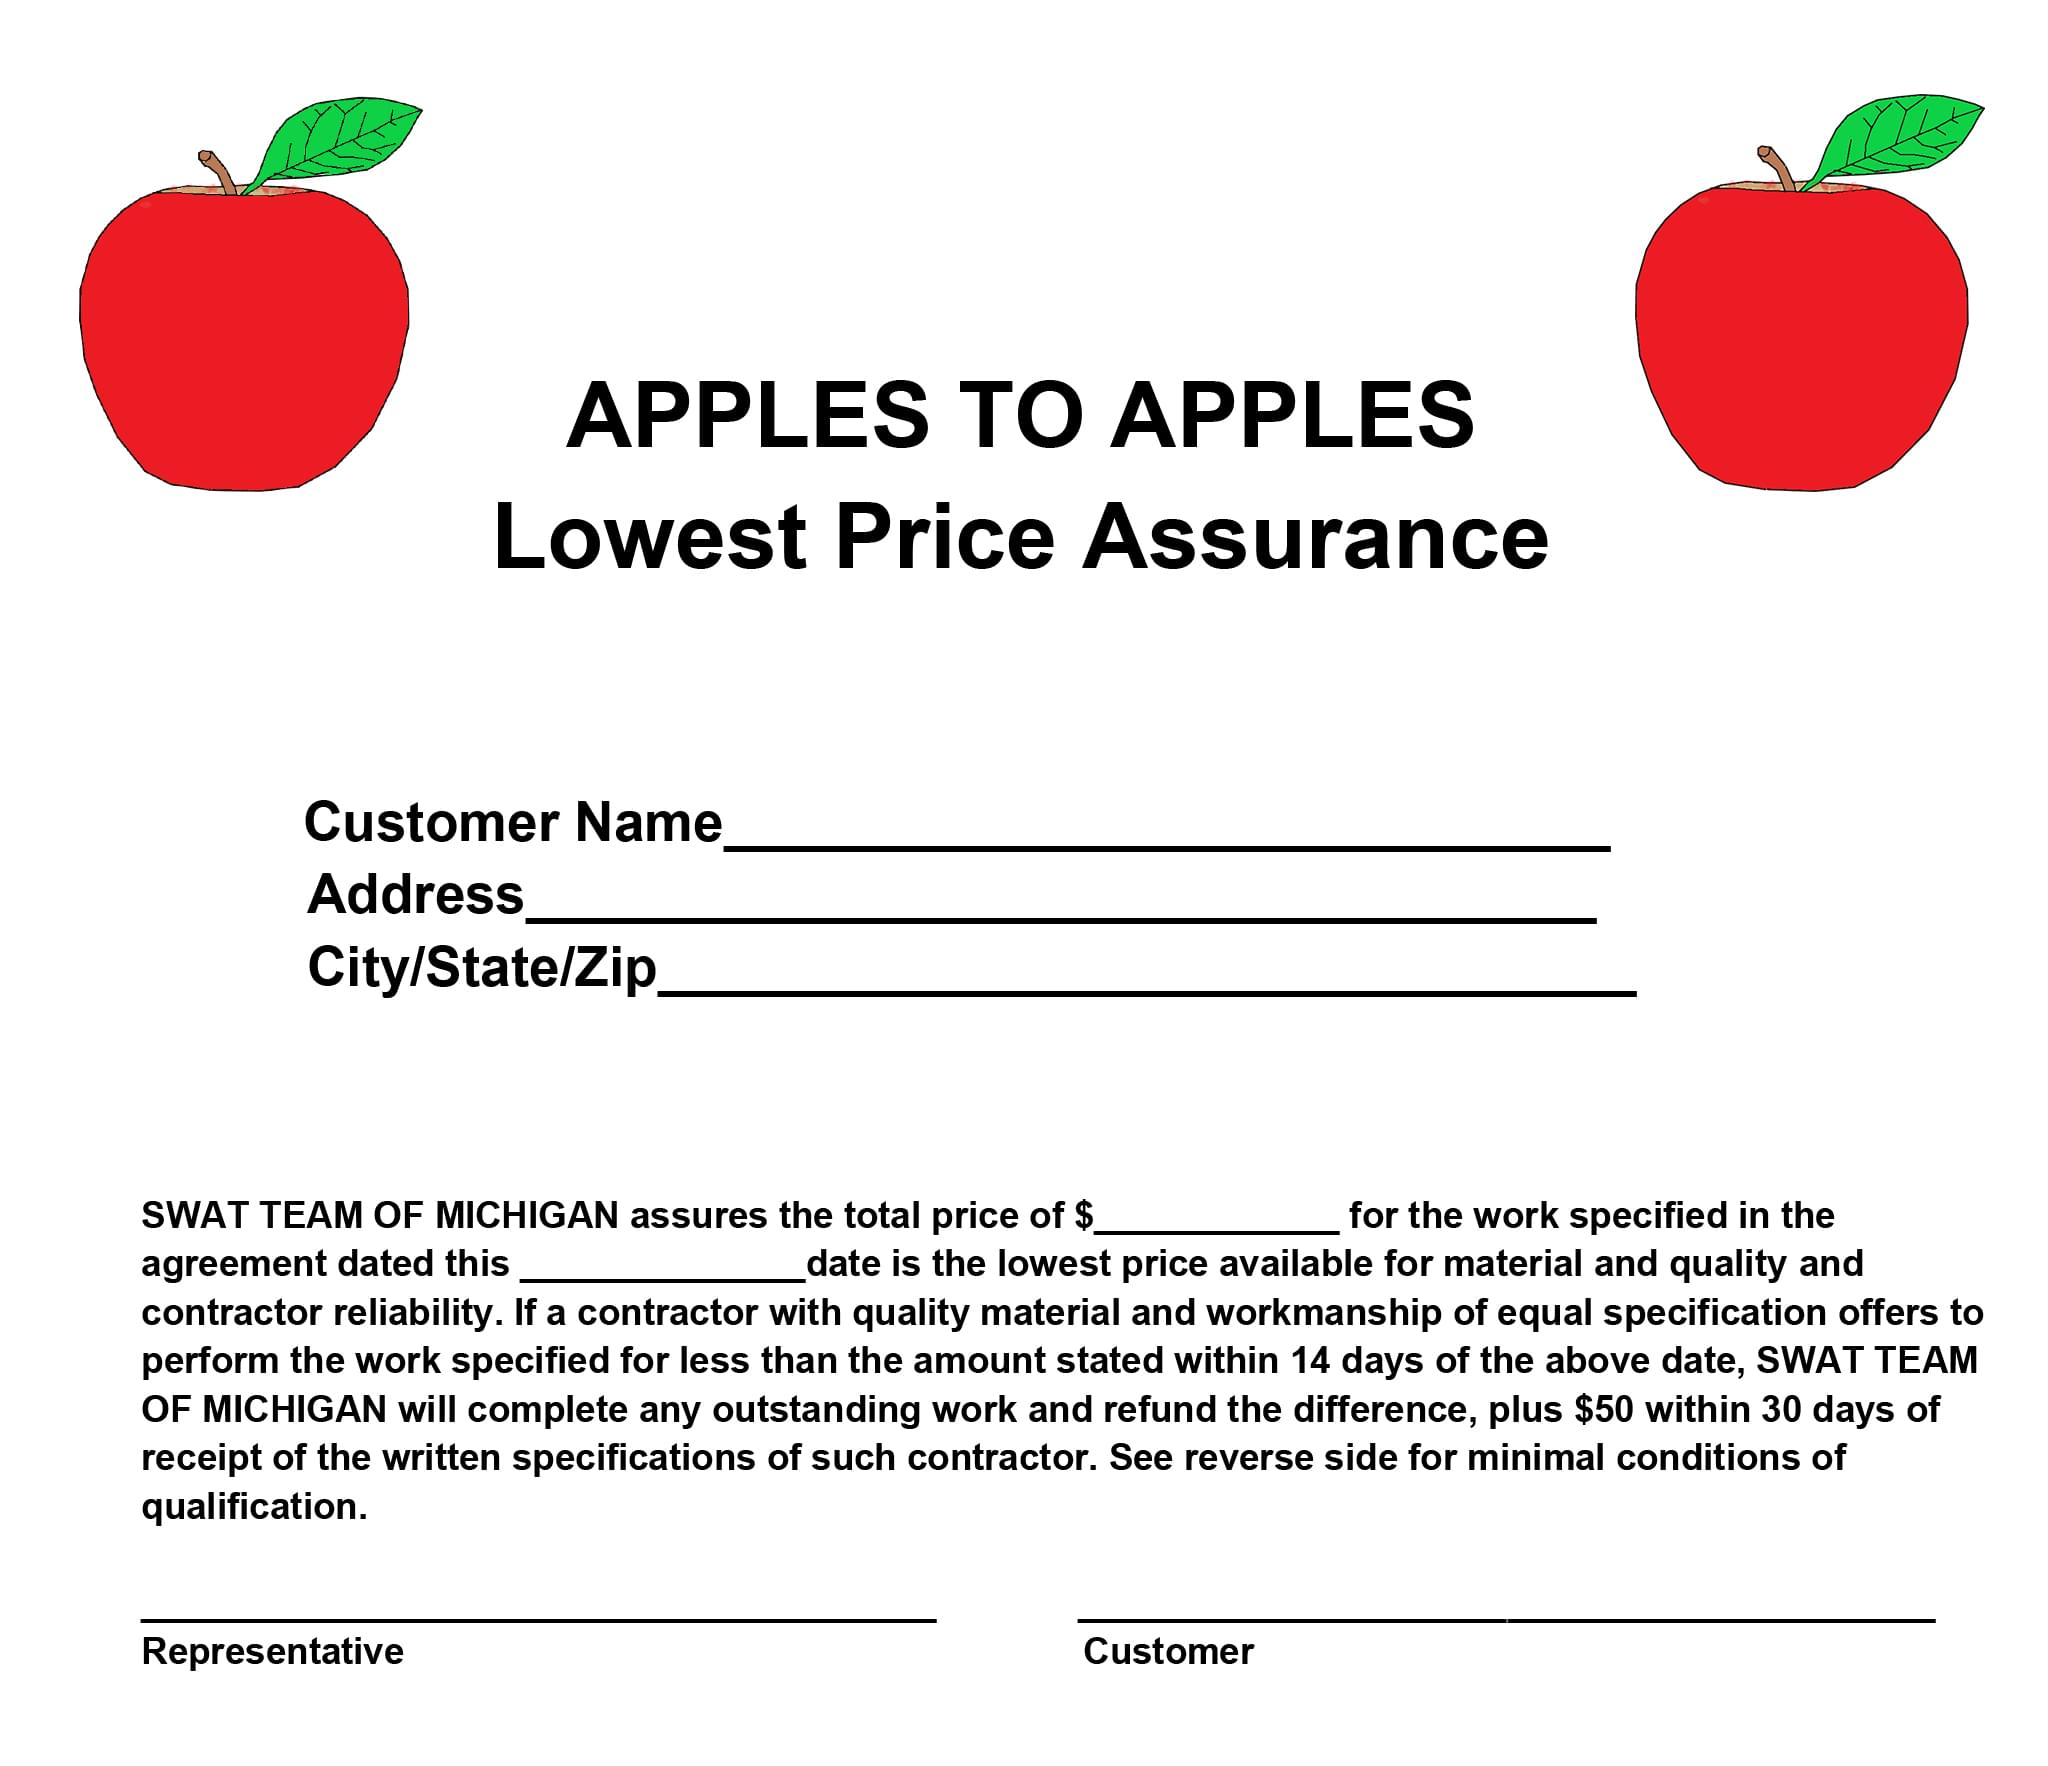 APPLES TO APPLES
Lowest Price Assurance
Customer Name
Address
City/State/Zip
SWAT TEAM OF MICHIGAN assures the total price of $____________ for the work specified in the
agreement dated this ______________date is the lowest price available for material and quality and
contractor reliability. If a contractor with quality material and workmanship of equal specification offers to
perform the work specified for less than the amount stated within 14 days of the above date, SWAT TEAM
OF MICHIGAN will complete any outstanding work and refund the difference, plus $50 within 30 days of
receipt of the written specifications of such contractor. See reverse side for minimal conditions of
qualification.
Representative
Customer